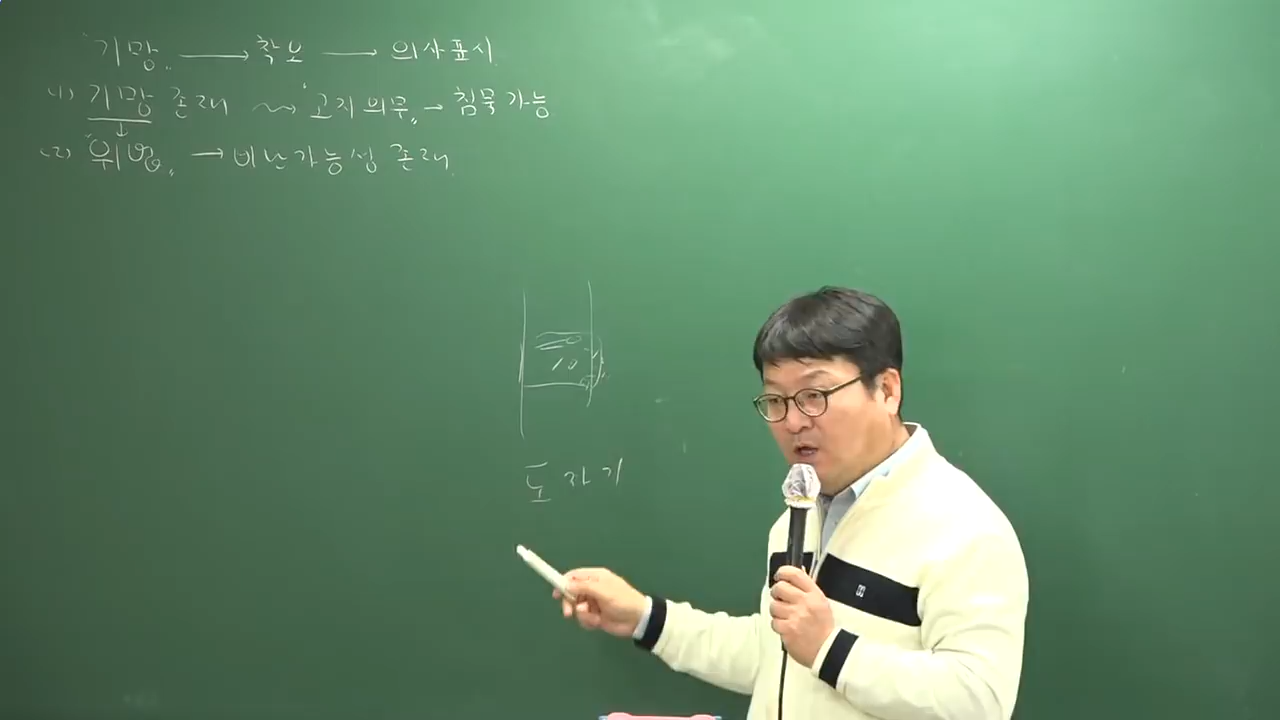 "기망" → 착오 → 의사표시.
(1) 기망 존재 ~> "고지의무" → 침묵가능
↓
(2) "위법" → 비난가능성 존재.
10
도자기